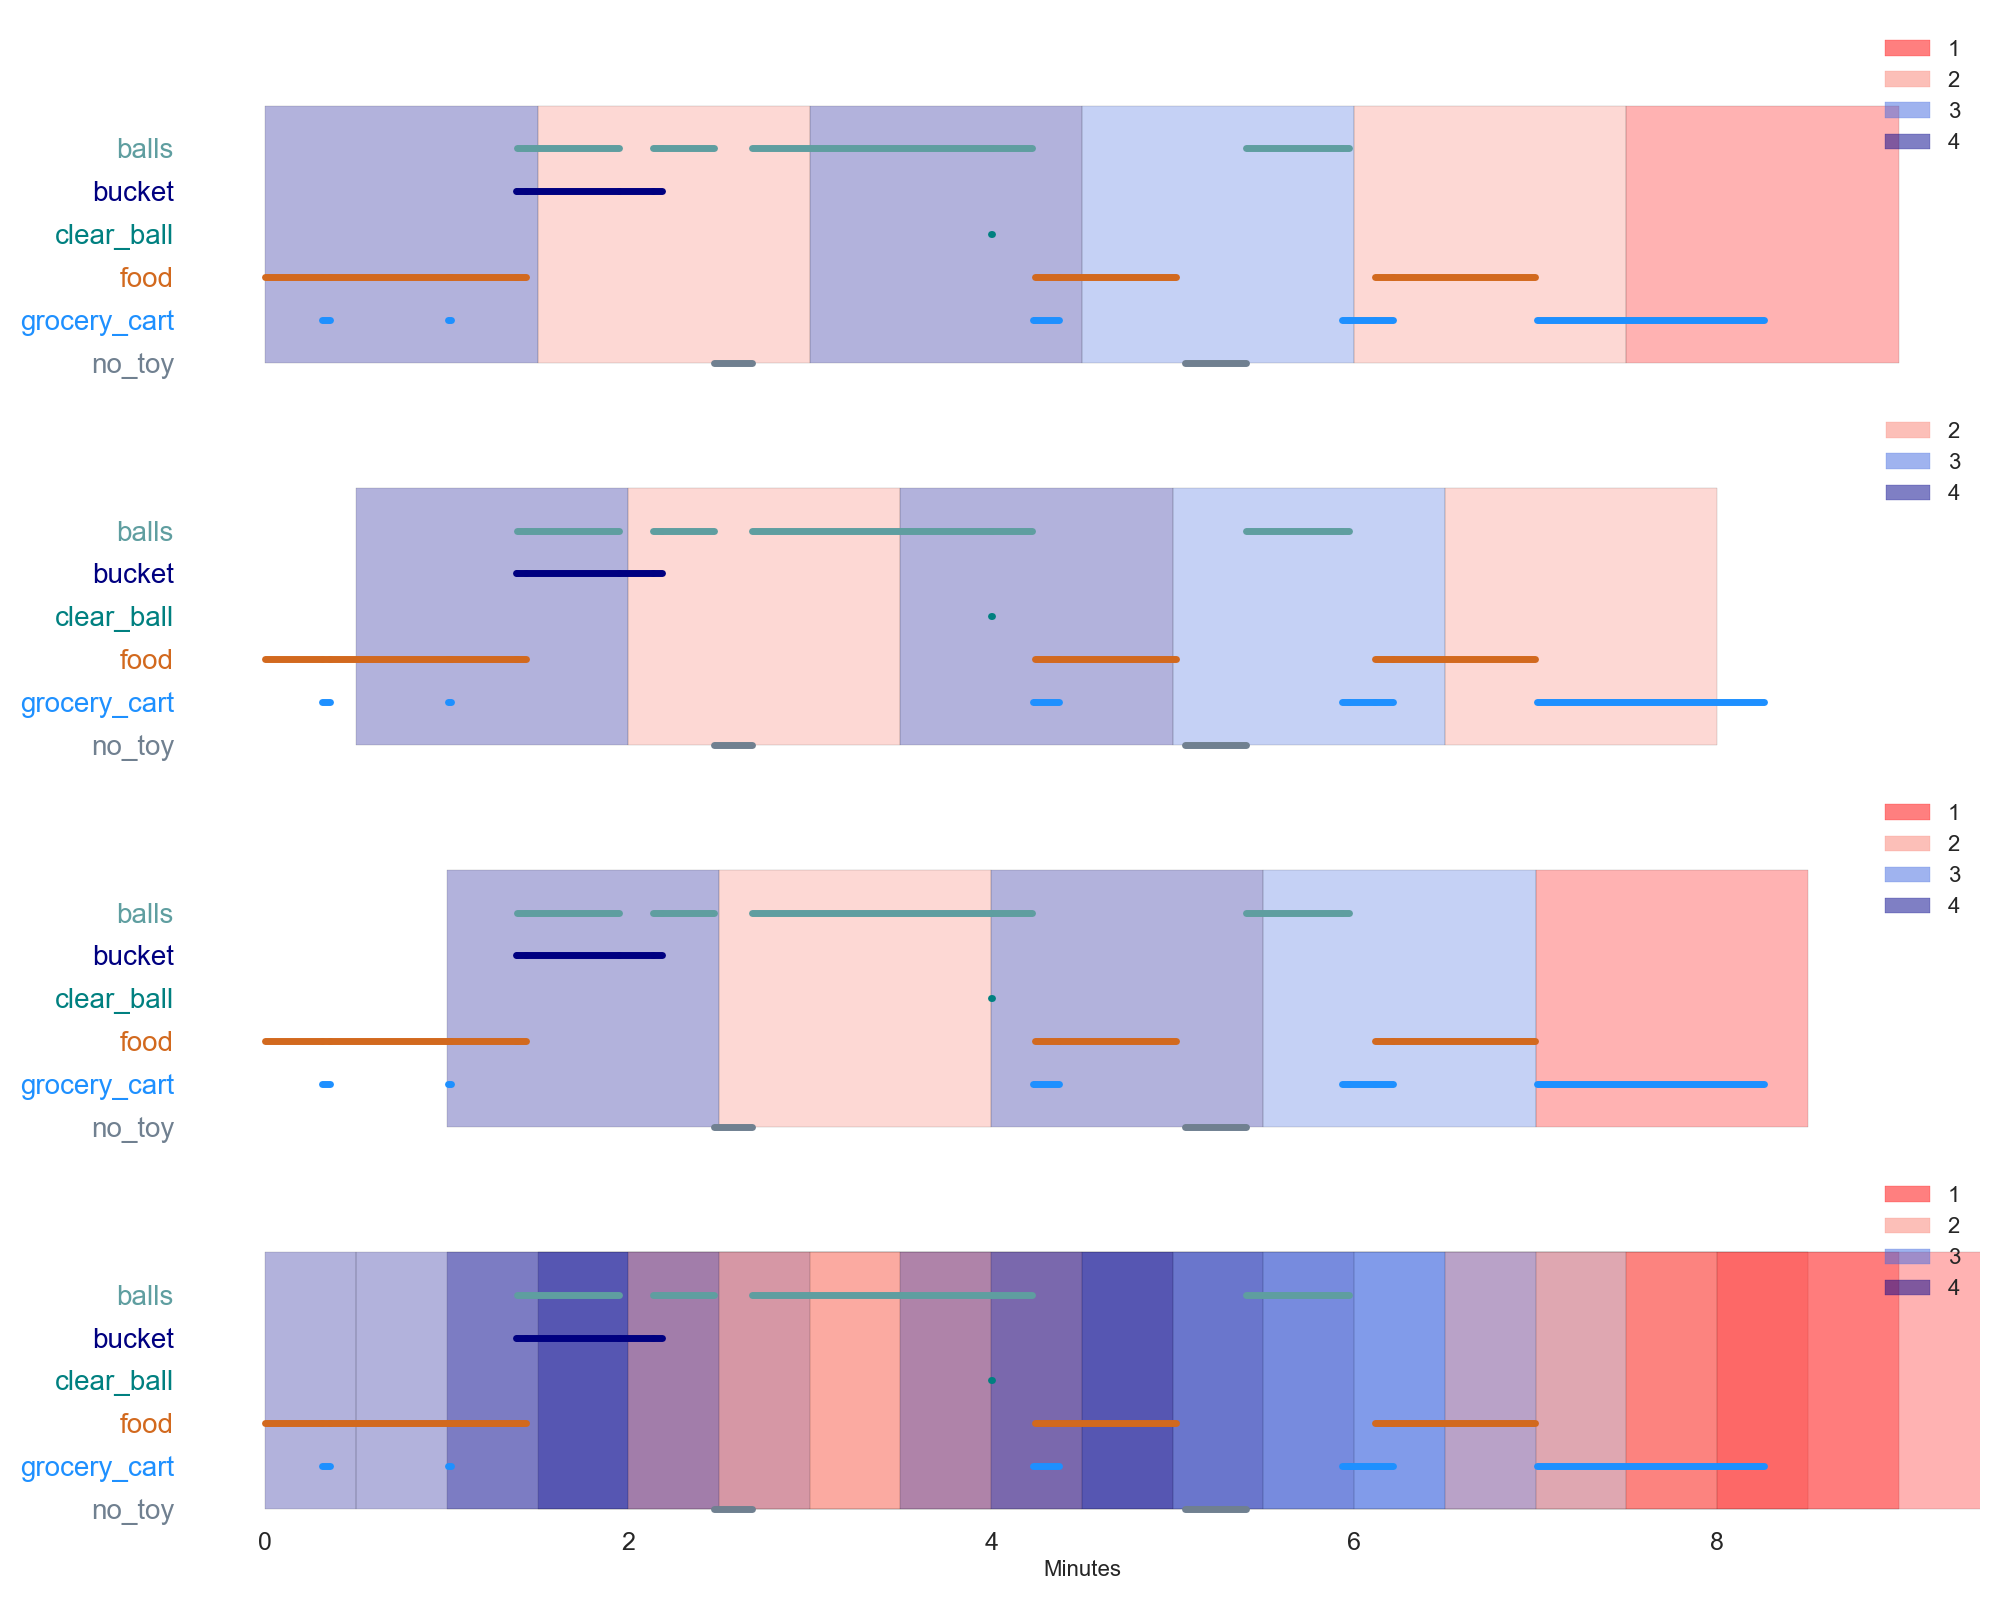 1
2
3
4
balls
bucket
clear_ball
food
grocery_cart
no_toy
2
3
4
balls
bucket
clear_ball
food
grocery_cart
no_toy
1
2
3
4
balls
bucket
clear_ball
food
grocery_cart
no_toy
1
2
3
4
balls
bucket
clear_ball
food
grocery_cart
no_toy
0 2 4 6 8
Minutes